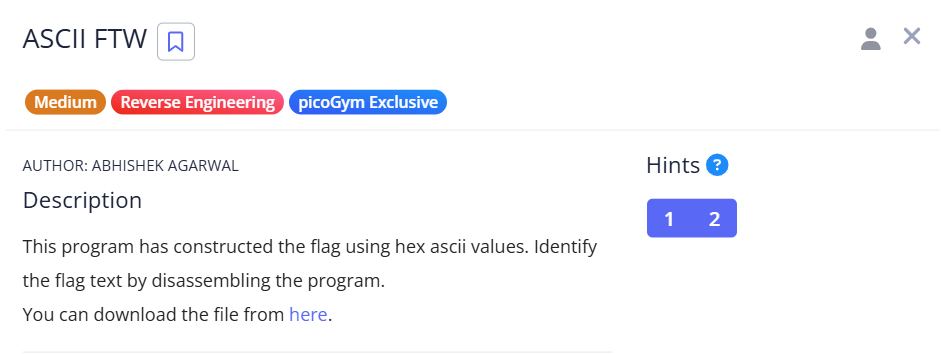 ASCII FTW
Medium Reverse Engineering picoGym Exclusive
AUTHOR: ABHISHEK AGARWAL
Description
This program has constructed the flag using hex ascii values. Identify
the flag text by disassembling the program.
You can download the file from here.
Hints ?
1 2